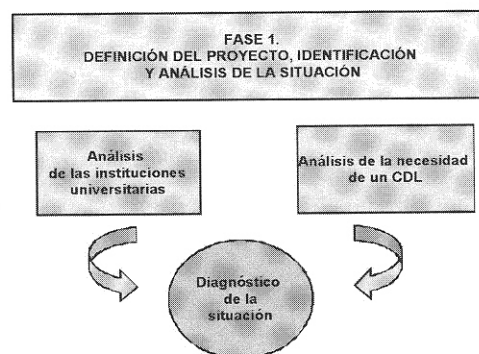 FASE 1.
DEFINICIÓN DEL PROYECTO, IDENTIFICACIÓN
Y ANÁLISIS DE LA SITUACIÓN
Análisis
de las instituciones
universitarias
Análisis de la necesidad
de un CDL
Diagnóstico
de la
situación